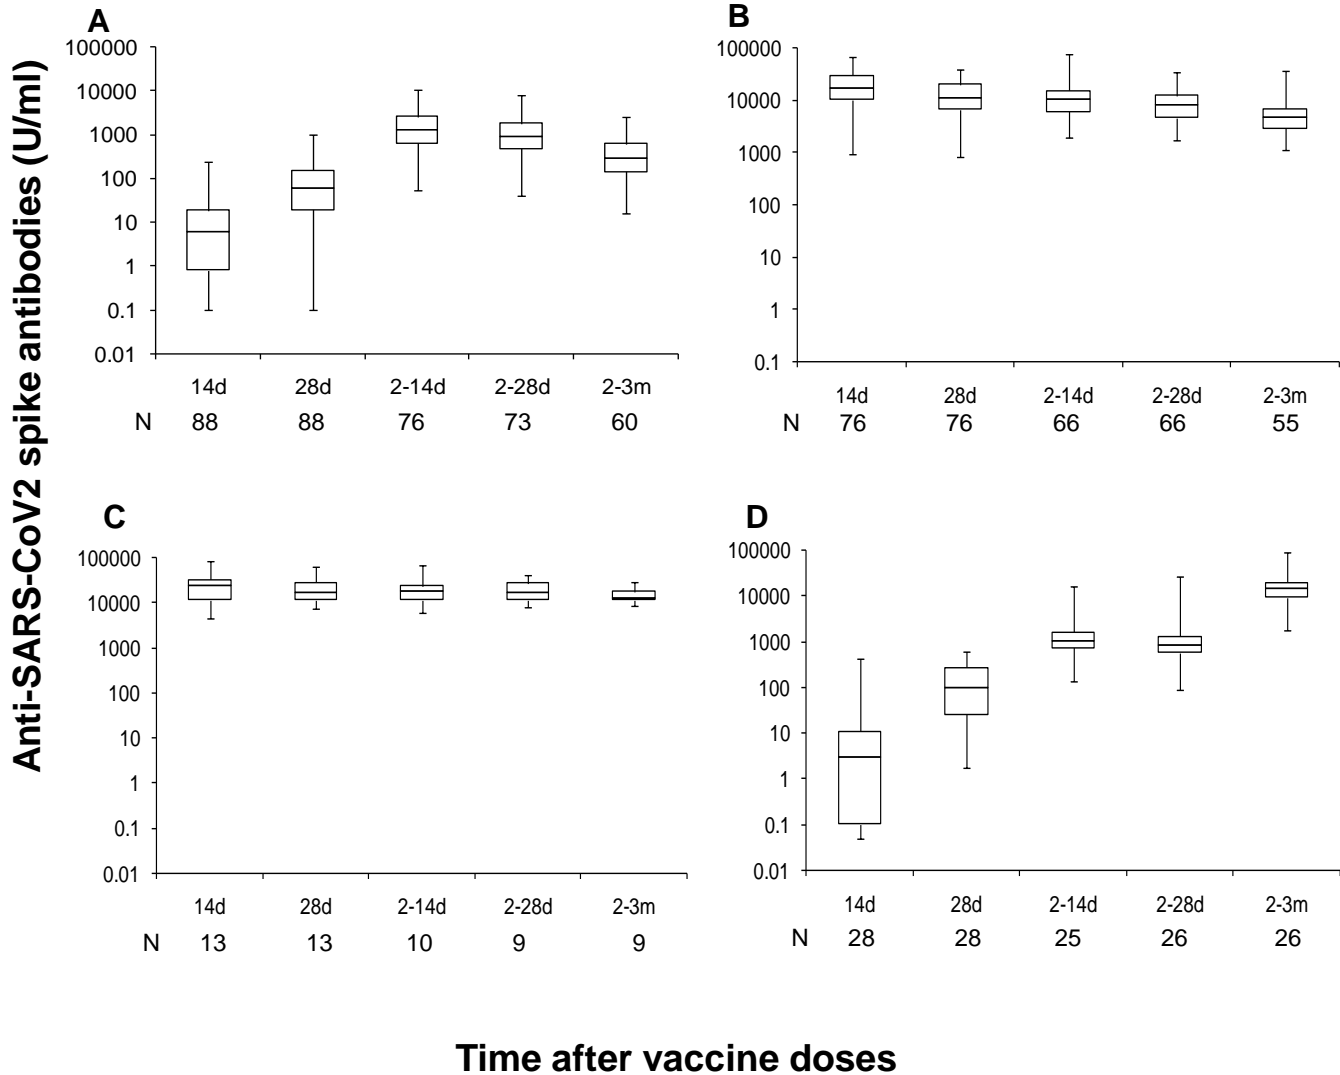 Anti-SARS-CoV2 spike antibodies (U/ml)
A
100000
10000
1000
100
10
1
0.1
0.01
14d 28d 2-14d 2-28d 2-3m
N 88 88 76 73 60
B
100000
10000
1000
100
10
1
0.1
14d 28d 2-14d 2-28d 2-3m
N 76 76 66 66 55
C
100000
10000
1000
100
10
1
0.1
0.01
14d 28d 2-14d 2-28d 2-3m
N 13 13 10 9 9
D
100000
10000
1000
100
10
1
0.1
0.01
14d 28d 2-14d 2-28d 2-3m
N 28 28 25 26 26
Time after vaccine doses